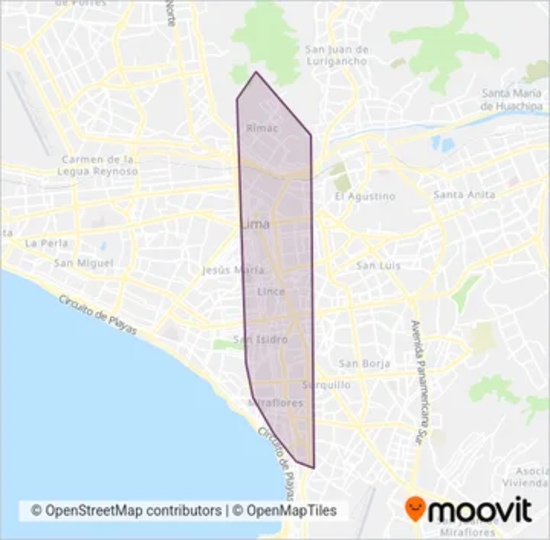 de Porres
Norte
San Juan de
Lurigancho
Santa María
de Huachipa
Rímac
Carmen de la
Legua Reynoso
El Agustino
Santa Anita
Lima
La Perla
San Miguel
Jesús María
San Luis
Lince
Circuito de Playas
San Isidro
Avenida Panamericana Sur
San Borja
Surquillo
Miraflores
Circuito de Playas
Asocia
Vivienda
© OpenStreetMap contributors | © OpenMapTiles
moovit